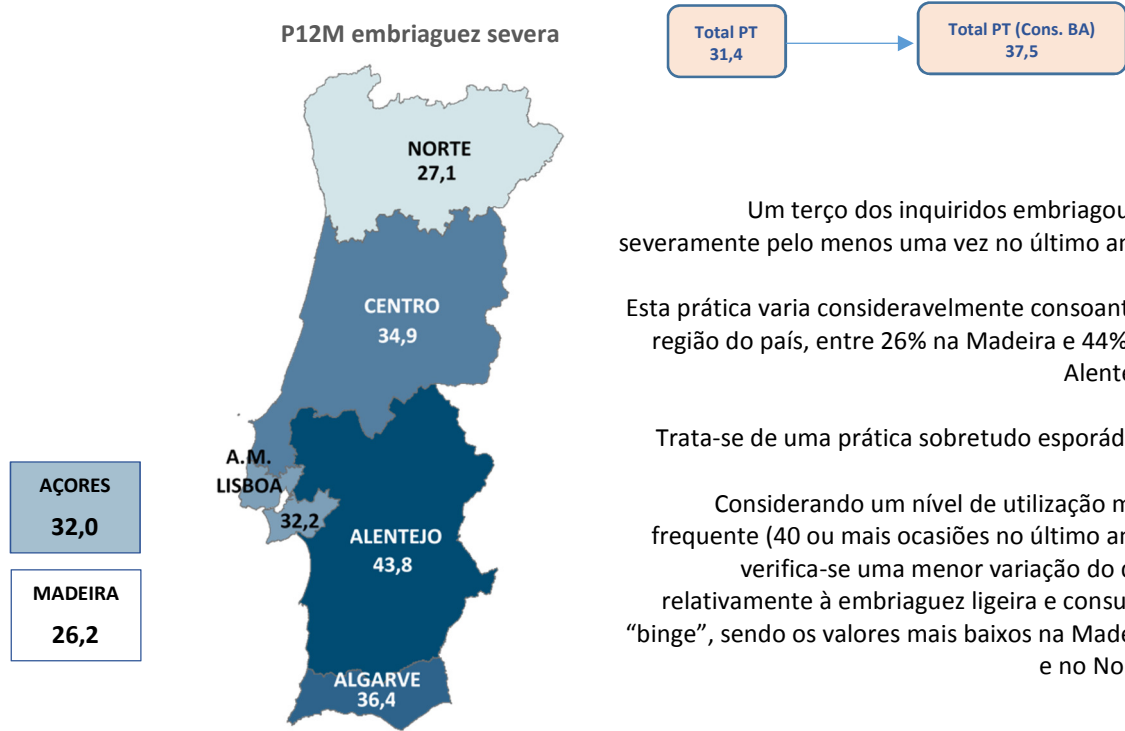 P12M embriaguez severa
Total PT
31,4
Total PT (Cons. BA)
37,5
NORTE
27,1
CENTRO
34,9
A.M.
LISBOA
32,2
ALENTEJO
43,8
ALGARVE
36,4
AÇORES
32,0
MADEIRA
26,2
Um terço dos inquiridos embriagou
severamente pelo menos uma vez no último
Esta prática varia consideravelmente
região do país, entre 26% na Madeira e 44%
Trata-se de uma prática sobretudo
Considerando um nível de utilização
frequente (40 ou mais ocasiões no último
verifica-se uma menor variação do
relativamente à embriaguez ligeira e
“binge”, sendo os valores mais baixos na
e no